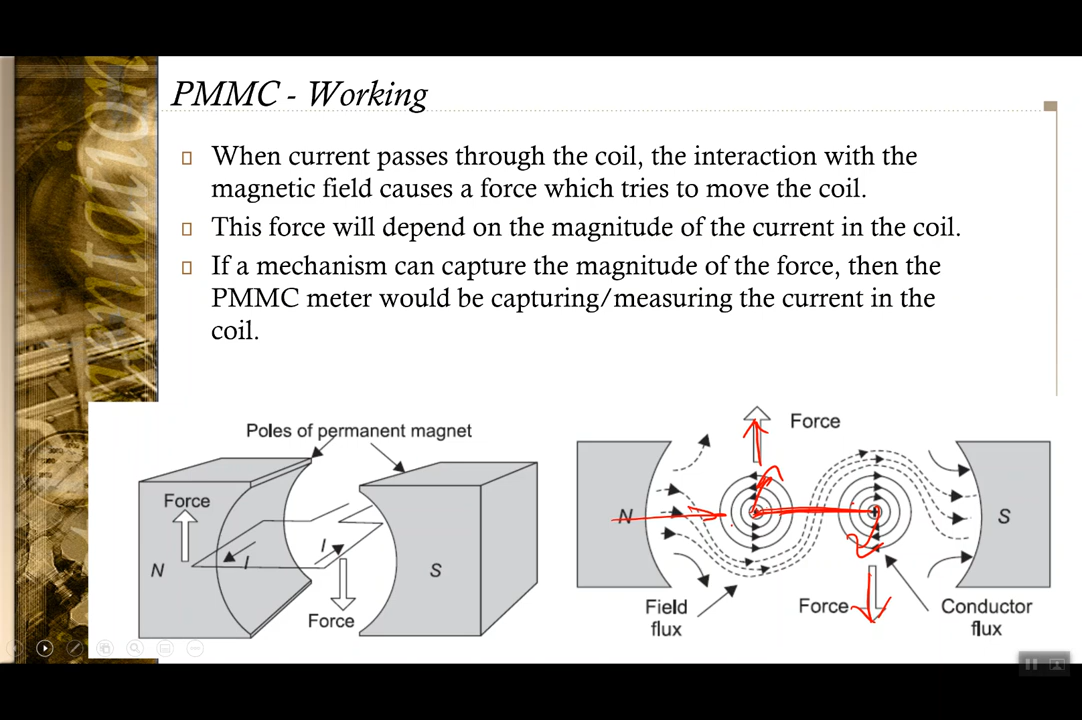 PMMC - Working
When current passes through the coil, the interaction with the
magnetic field causes a force which tries to move the coil.
This force will depend on the magnitude of the current in the coil.
If a mechanism can capture the magnitude of the force, then the
PMMC meter would be capturing/measuring the current in the
coil.
Poles of permanent magnet
Force
N
I
I
S
Force
Force
N
S
Field
flux
Force
Conductor
flux